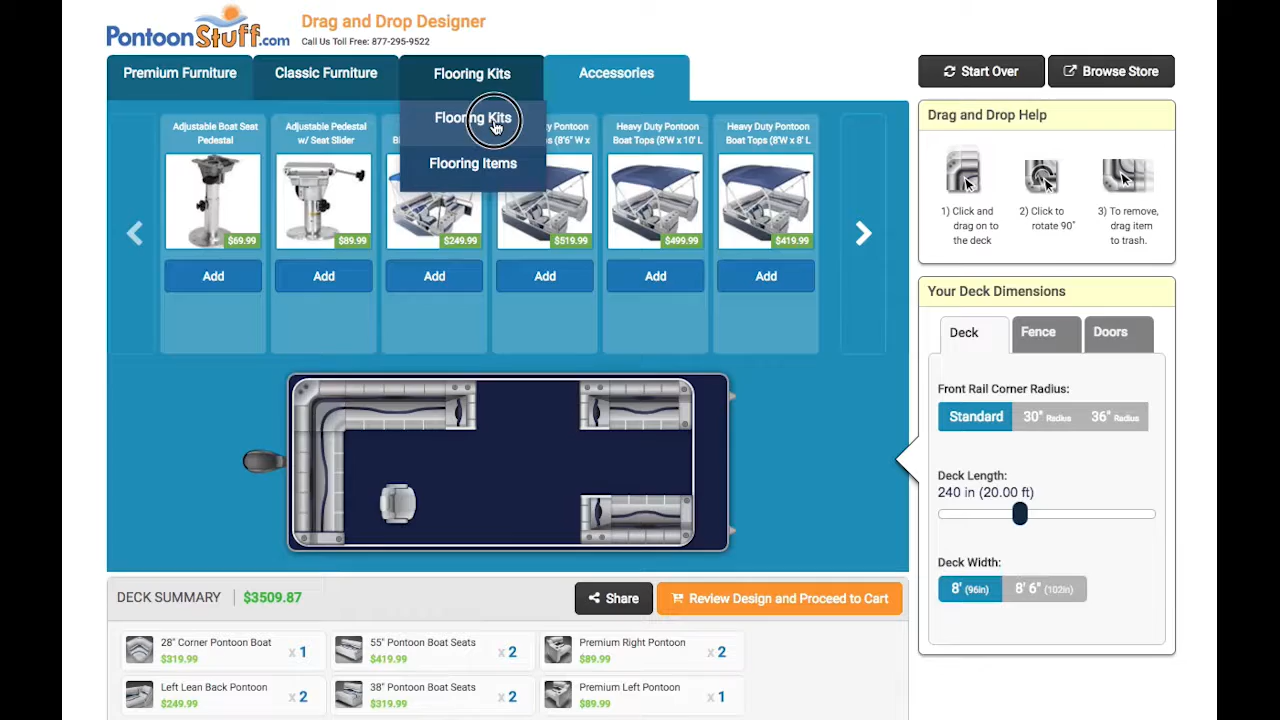 PontoonStuff.com
Drag and Drop Designer
Call Us Toll Free: 877-295-9522
Premium Furniture
Classic Furniture
Flooring Kits
Accessories
Start Over
Browse Store
Flooring Kits
Flooring Items
Adjustable Boat Seat
Pedestal
$69.99
Add
Adjustable Pedestal
w/ Seat Slider
$89.99
Add
$249.99
Add
Pontoon
(8'6" W x
$519.99
Add
Heavy Duty Pontoon
Boat Tops (8'W x 10' L
$499.99
Add
Heavy Duty Pontoon
Boat Tops (8'W x 8' L
$419.99
Add
Drag and Drop Help
1) Click and
drag on to
the deck
2) Click to
rotate 90°
3) To remove,
drag item
to trash.
Your Deck Dimensions
Deck
Fence
Doors
Front Rail Corner Radius:
Standard
30" Radius
36" Radius
Deck Length:
240 in (20.00 ft)
Deck Width:
8' (96in)
8' 6" (102in)
DECK SUMMARY
$3509.87
Share
Review Design and Proceed to Cart
28" Corner Pontoon Boat
$319.99
x 1
55" Pontoon Boat Seats
$419.99
x 2
Premium Right Pontoon
$89.99
x 2
Left Lean Back Pontoon
$249.99
x 2
38" Pontoon Boat Seats
$319.99
x 2
Premium Left Pontoon
$89.99
x 1